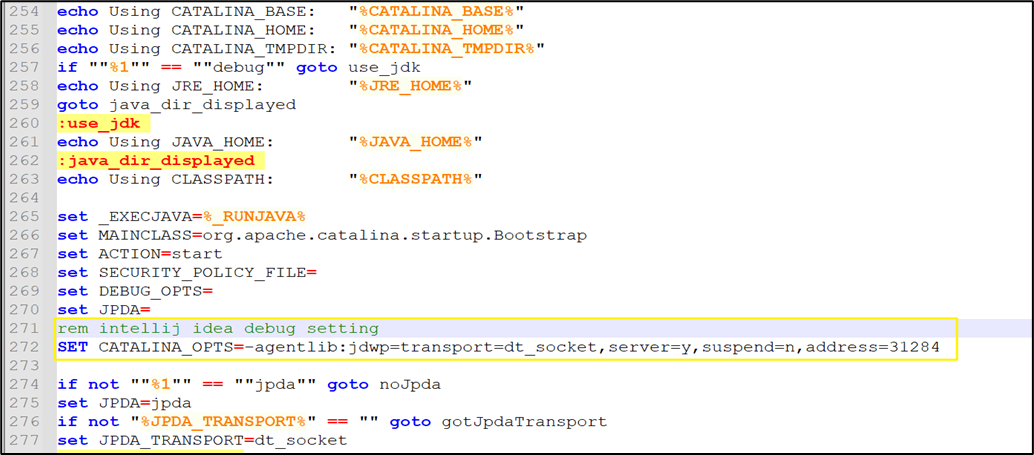 254 echo Using CATALINA_BASE:   "%CATALINA_BASE%"
255 echo Using CATALINA_HOME:   "%CATALINA_HOME%"
256 echo Using CATALINA_TMPDIR: "%CATALINA_TMPDIR%"
257 if ""%1"" == ""debug"" goto use_jdk
258 echo Using JRE_HOME:        "%JRE_HOME%"
259 goto java_dir_displayed
260 :use_jdk
261 echo Using JAVA_HOME:       "%JAVA_HOME%"
262 :java_dir_displayed
263 echo Using CLASSPATH:       "%CLASSPATH%"
264
265 set _EXECJAVA=%_RUNJAVA%
266 set MAINCLASS=org.apache.catalina.startup.Bootstrap
267 set ACTION=start
268 set SECURITY_POLICY_FILE=
269 set DEBUG_OPTS=
270 set JPDA=
271 rem intellij idea debug setting
272 SET CATALINA_OPTS=-agentlib:jdwp=transport=dt_socket,server=y,suspend=n,address=31284
273
274 if not ""%1"" == ""jpda"" goto noJpda
275 set JPDA=jpda
276 if not "%JPDA_TRANSPORT%" == "" goto gotJpdaTransport
277 set JPDA_TRANSPORT=dt_socket